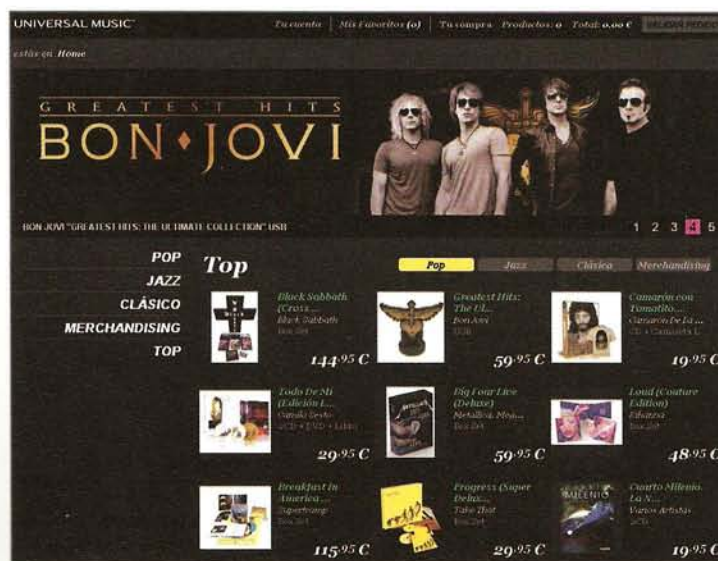 UNIVERSAL MUSIC
Tu cuenta | Mis Favoritos (0) | Tu compra Productos: 0 Total: 0,00 €
estás en Home
GREATEST HITS
BON JOVI
BON JOVI "GREATEST HITS: THE ULTIMATE COLLECTION" USB
1 2 3 4 5
POP
JAZZ
CLÁSICO
MERCHANDISING
TOP
Top
Pop Jazz Clásico Merchandising
Black Sabbath
(Cross ...
Black Sabbath
Box Set
144.95 €
Greatest Hits:
The Ul...
Bon Jovi
USB
59.95 €
Camarón con
Tomatito...
Camarón De La ...
CD + Camiseta L
19.95 €
Todo De Mi
(Edición L...
Camilo Sesto
2CD + DVD + Libro
29.95 €
Big Four Live
(Deluxe)
Metallica, Meg...
Box Set
59.95 €
Loud (Couture
Edition)
Rihanna
Box Set
48.95 €
Breakfast In
America ...
Supertramp
Box Set
115.95 €
Progress (Super
Delux...
Take That
Box Set
29.95 €
MILENIO
Cuarto Milenio.
La N...
Varios Artistas
2CD
19.95 €